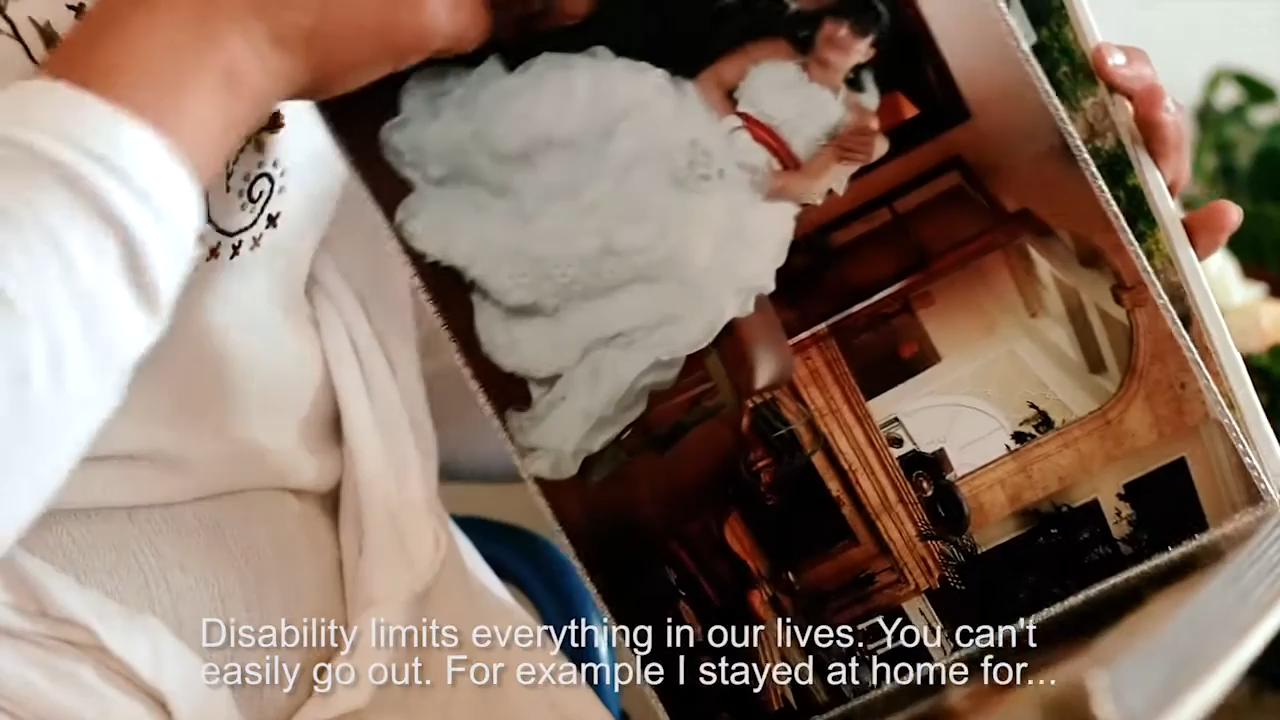 Disability limits everything in our lives. You can't
easily go out. For example I stayed at home for...